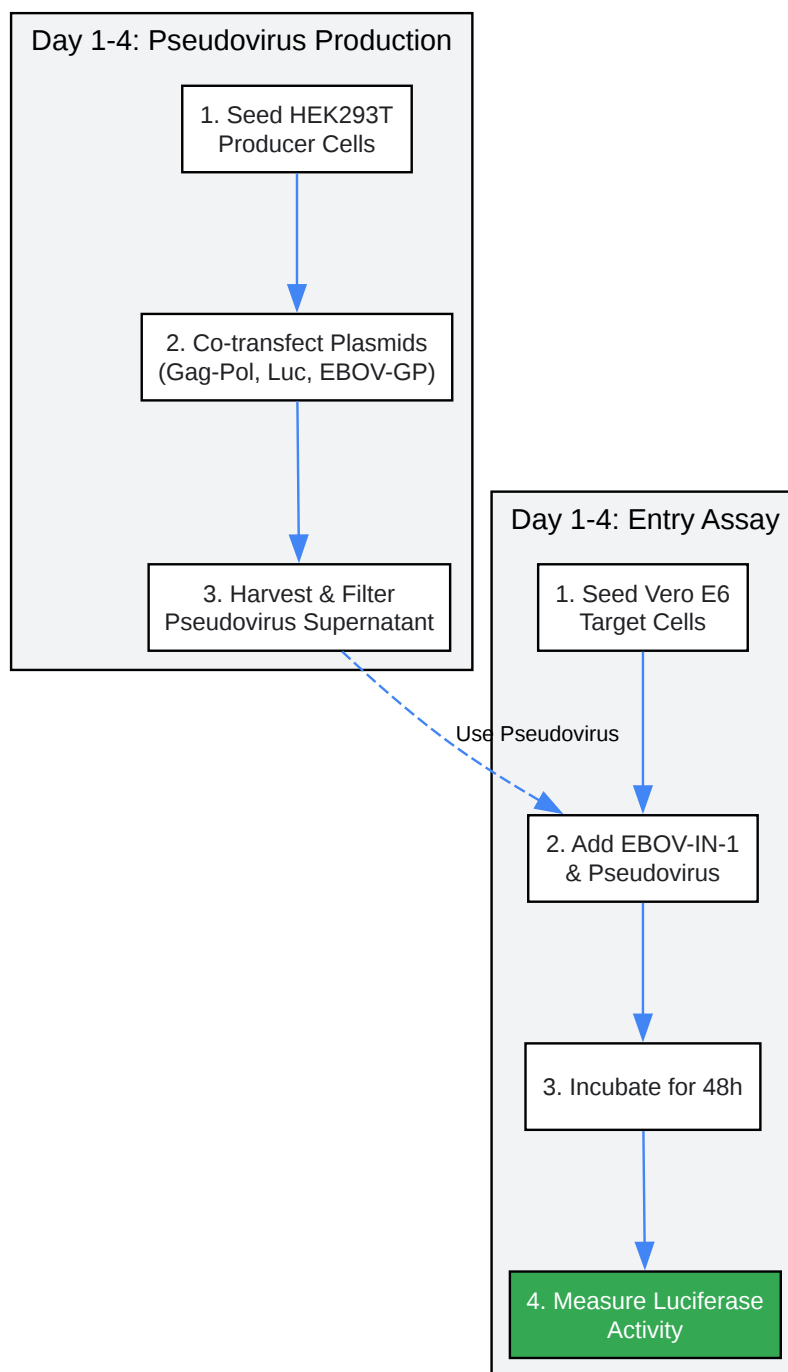 Day 1-4: Pseudovirus Production
1. Seed HEK293T
Producer Cells
2. Co-transfect Plasmids
(Gag-Pol, Luc, EBOV-GP)
3. Harvest & Filter
Pseudovirus Supernatant
Use Pseudovirus
Day 1-4: Entry Assay
1. Seed Vero E6
Target Cells
2. Add EBOV-IN-1
& Pseudovirus
3. Incubate for 48h
4. Measure Luciferase
Activity